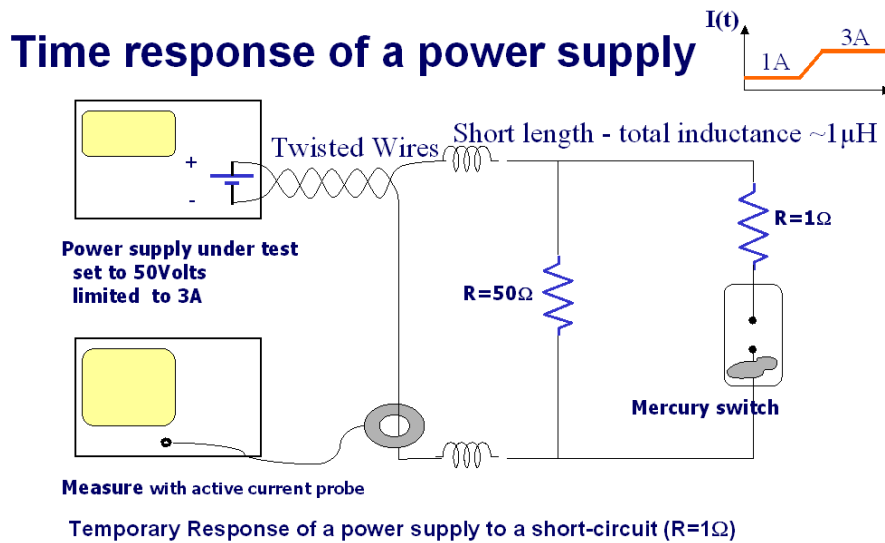 Time response of a power supply
I(t)
1A
3A
Twisted Wires
Short length - total inductance ~1µH
+
-
R=1Ω
Power supply under test
set to 50Volts
limited to 3A
R=50Ω
Mercury switch
Measure with active current probe
Temporary Response of a power supply to a short-circuit (R=1Ω)